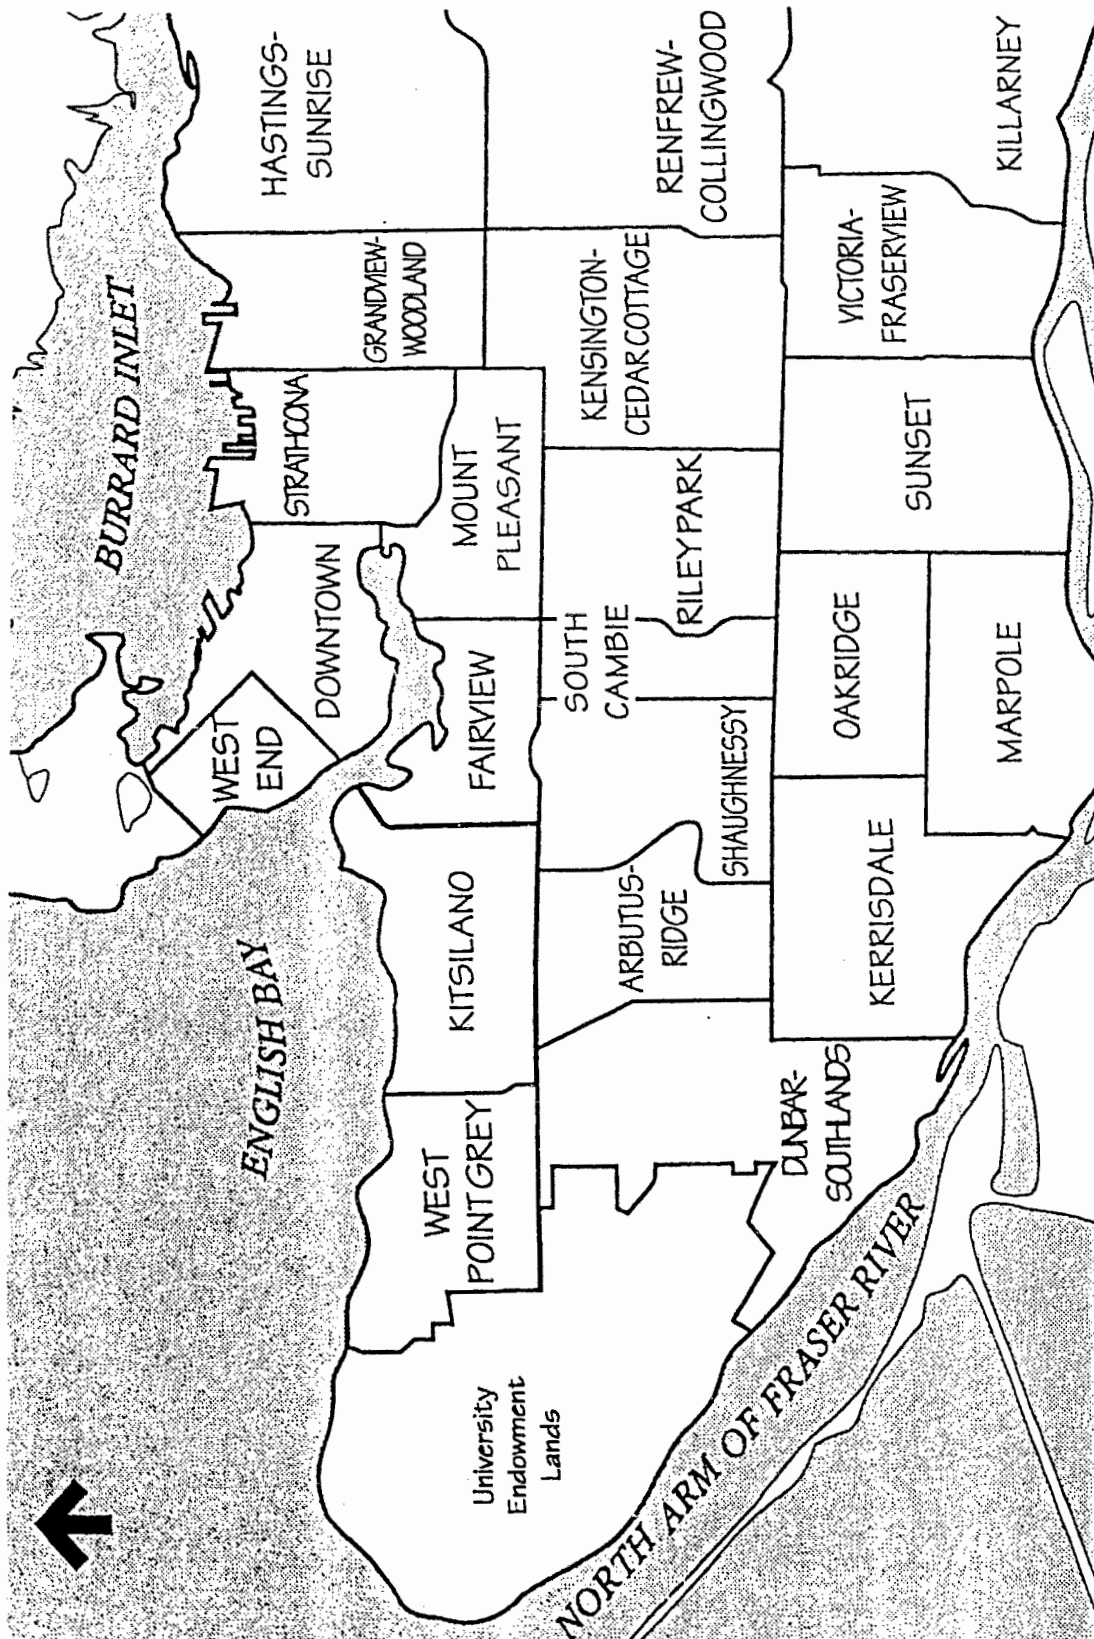 BURRARD INLET
ENGLISH BAY
WEST
END
DOWNTOWN
STRATHCONA
GRANDVIEW-
WOODLAND
HASTINGS-
SUNRISE
WEST
POINT GREY
KITSILANO
FAIRVIEW
MOUNT
PLEASANT
University
Endowment
Lands
DUNBAR-
SOUTHLANDS
ARBUTUS-
RIDGE
SHAUGHNESSY
SOUTH
CAMBIE
RILEY PARK
KENSINGTON-
CEDAR COTTAGE
RENFREW-
COLLINGWOOD
KERRISDALE
OAKRIDGE
MARPOLE
SUNSET
VICTORIA-
FRASERVIEW
KILLARNEY
NORTH ARM OF FRASER RIVER